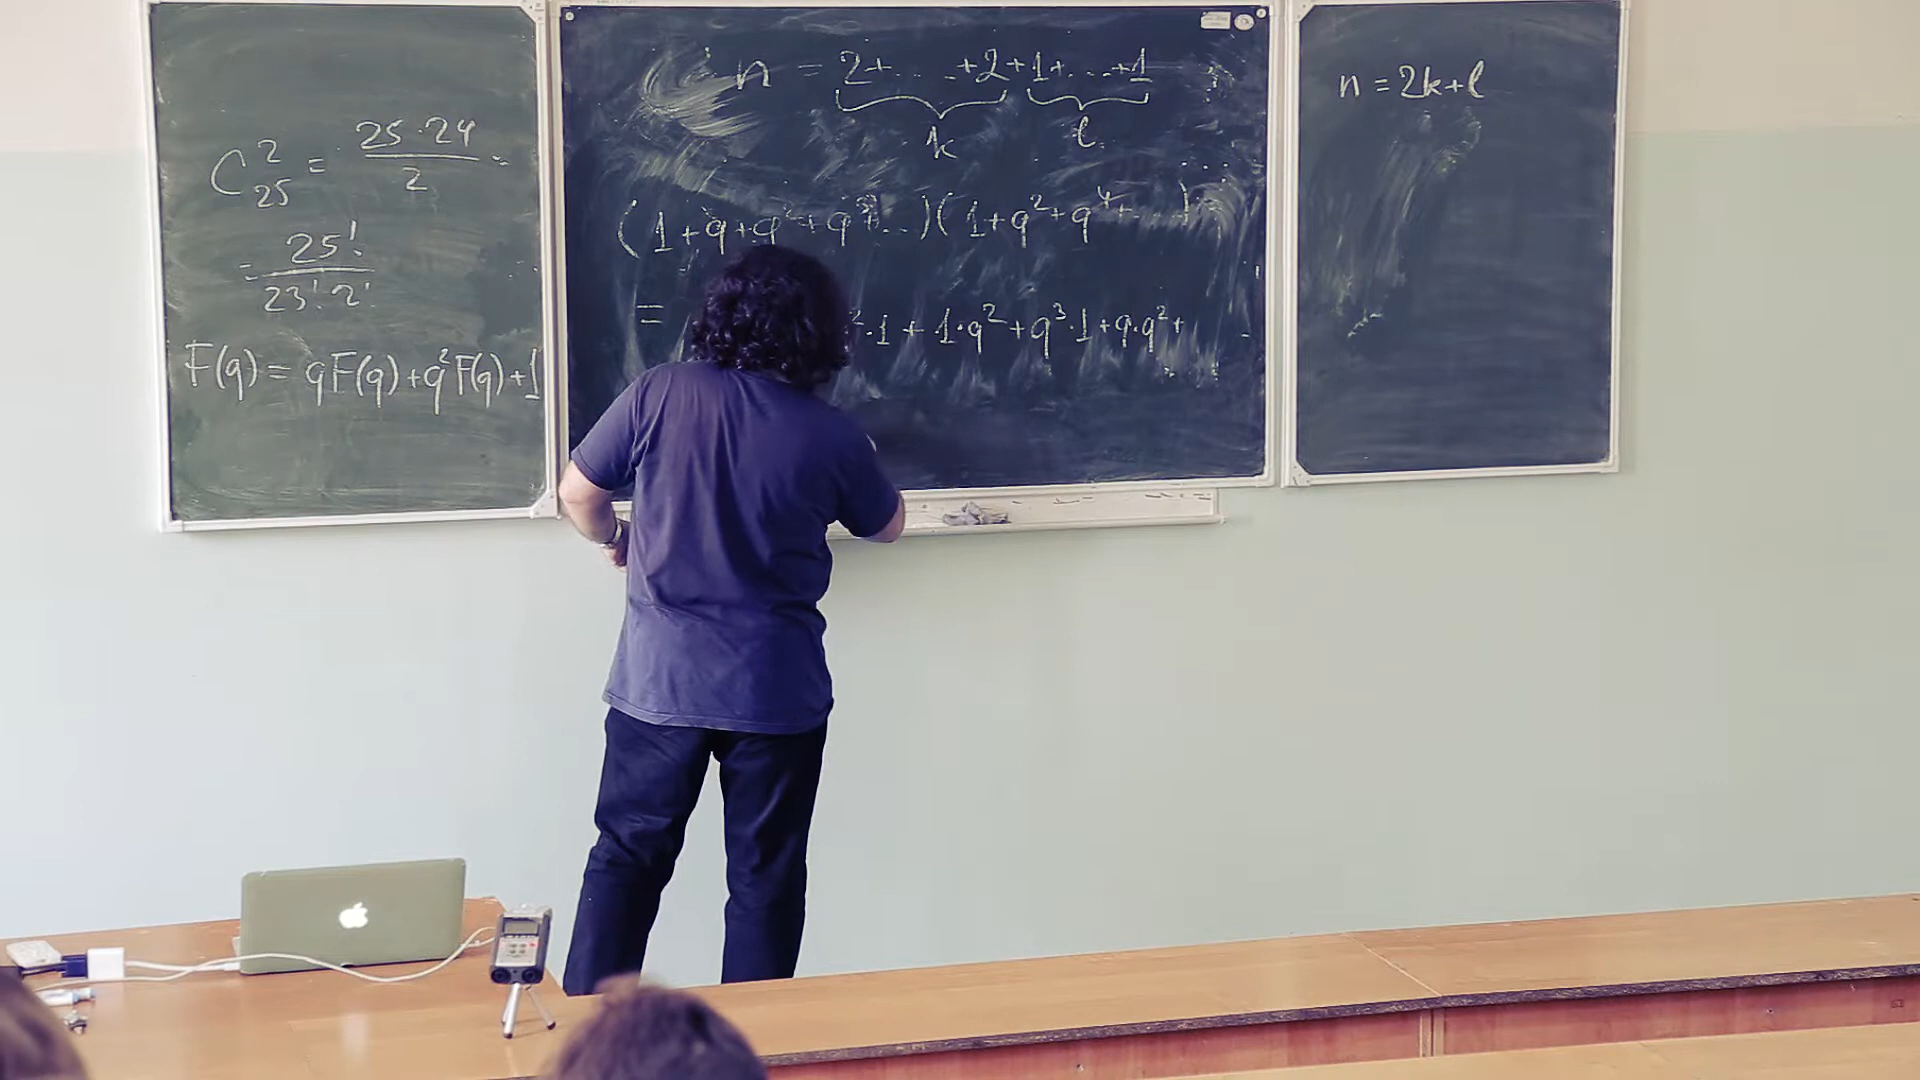 C²₂₅ = 25·24 / 2 =
= 25! / 23! 2!
F(q) = qF(q) + q²F(q) + 1
n = 2+...+2+1+...+1
k l
(1+q+q²+q³+...)(1+q²+q⁴+...)
= ²·1 + 1·q² + q³·1 + q·q² +
n = 2k+l